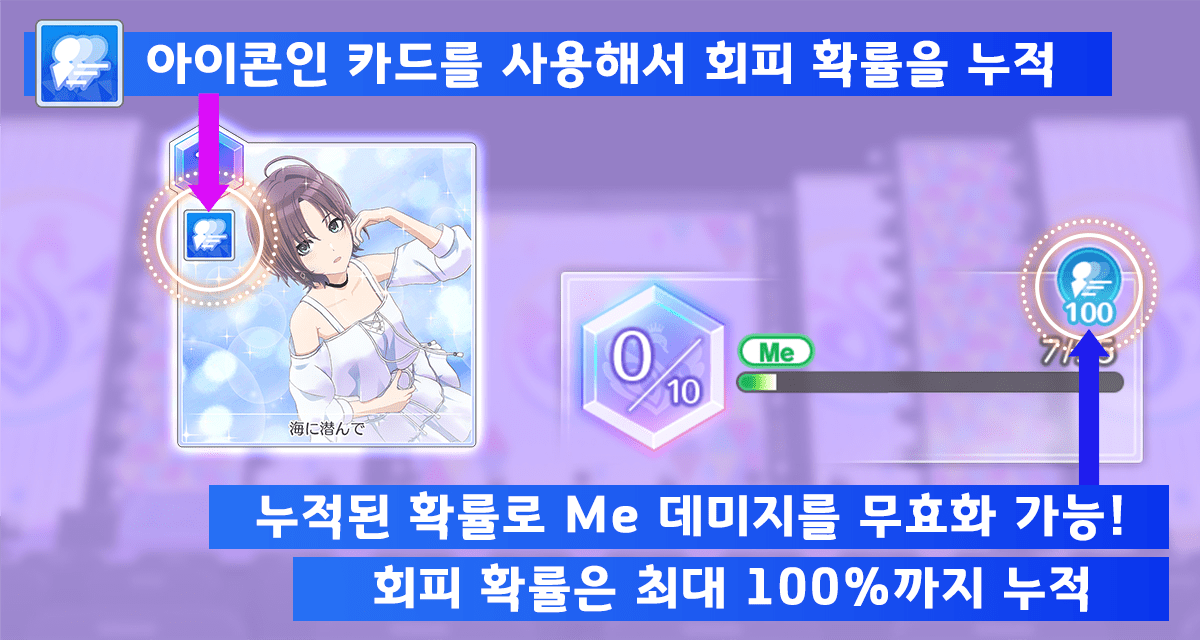 아이콘인 카드를 사용해서 회피 확률을 누적
海に潜んで
100
0/10
Me
누적된 확률로 Me 데미지를 무효화 가능!
회피 확률은 최대 100%까지 누적